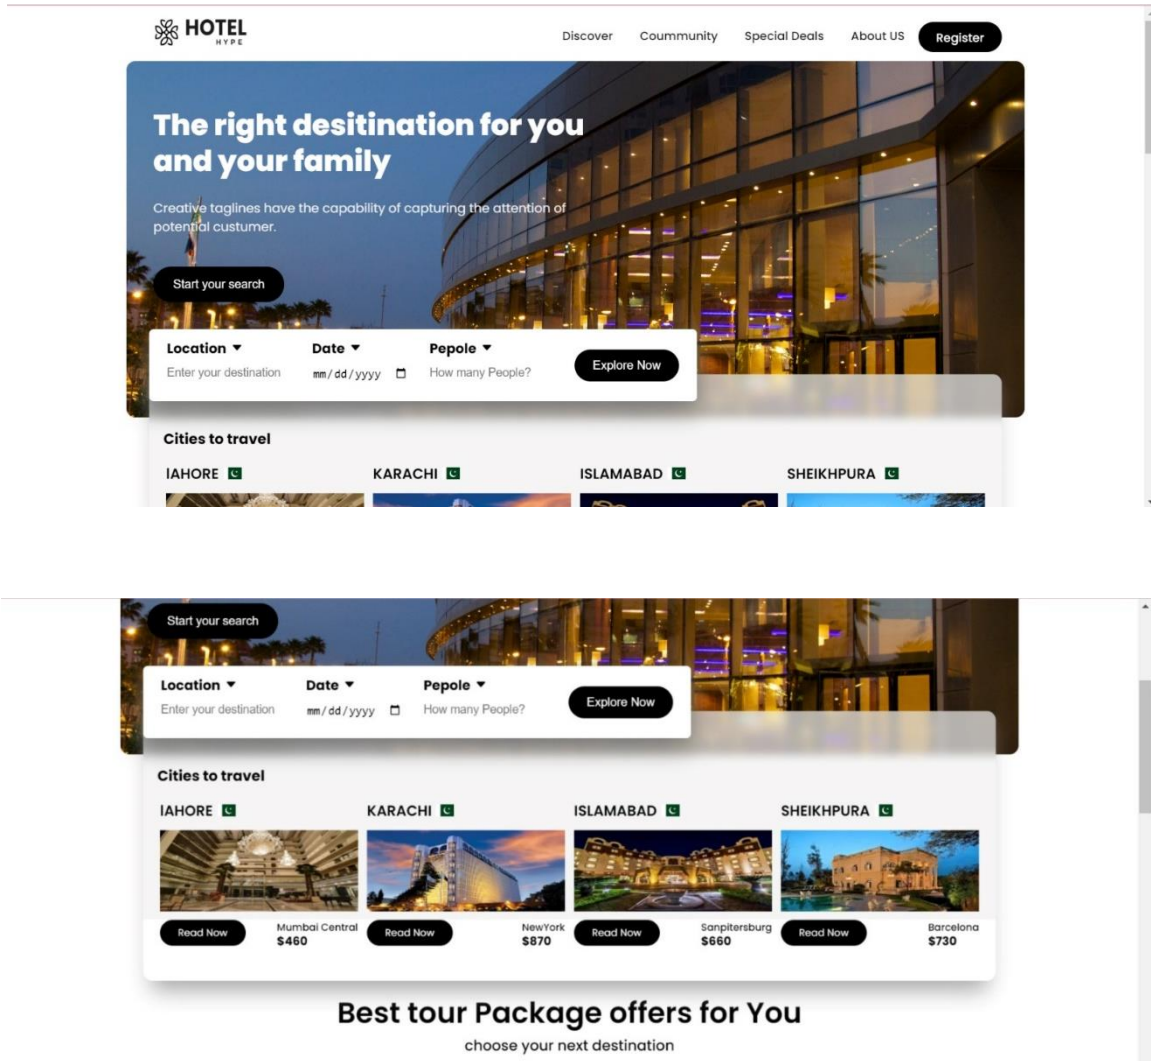 HOTEL
HYPE
Discover Coummunity Special Deals About US Register
The right desitination for you
and your family
Creative taglines have the capability of capturing the attention of
potential custumer.
Start your search
Location Date Pepole
Enter your destination mm/dd/yyyy How many People? Explore Now
Cities to travel
lAHORE KARACHI ISLAMABAD SHEIKHPURA
Start your search
Location Date Pepole
Enter your destination mm/dd/yyyy How many People? Explore Now
Cities to travel
lAHORE KARACHI ISLAMABAD SHEIKHPURA
Read Now Mumbai Central Read Now NewYork Read Now Sanpitersburg Read Now Barcelona
$460 $870 $660 $730
Best tour Package offers for You
choose your next destination